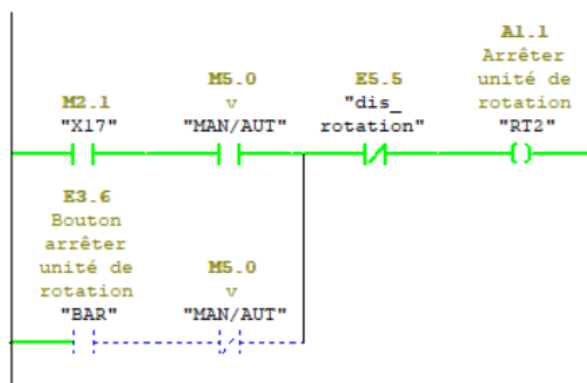 M2.1
"X17"
M5.0
v
"MAN/AUT"
E5.5
"dis_
rotation"
A1.1
Arrêter
unité de
rotation
"RT2"
E3.6
Bouton
arrêter
unité de
rotation
"BAR"
M5.0
v
"MAN/AUT"